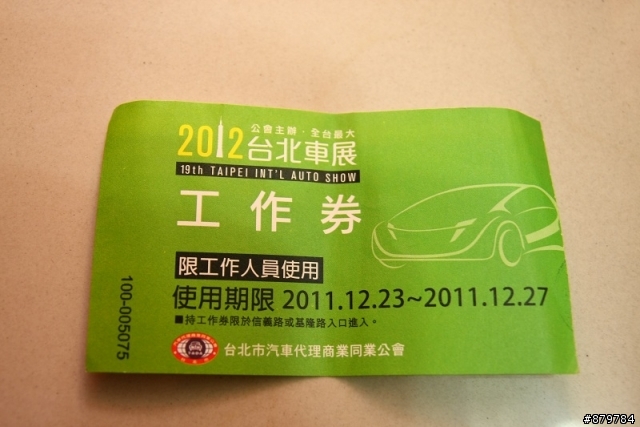 公會主辦．全台最大
2012台北車展
19th TAIPEI INT'L AUTO SHOW
工作券
限工作人員使用
使用期限 2011.12.23~2011.12.27
■持工作券限於信義路或基隆路入口進入。
台北市汽車代理商業同業公會
100-005075
#879784